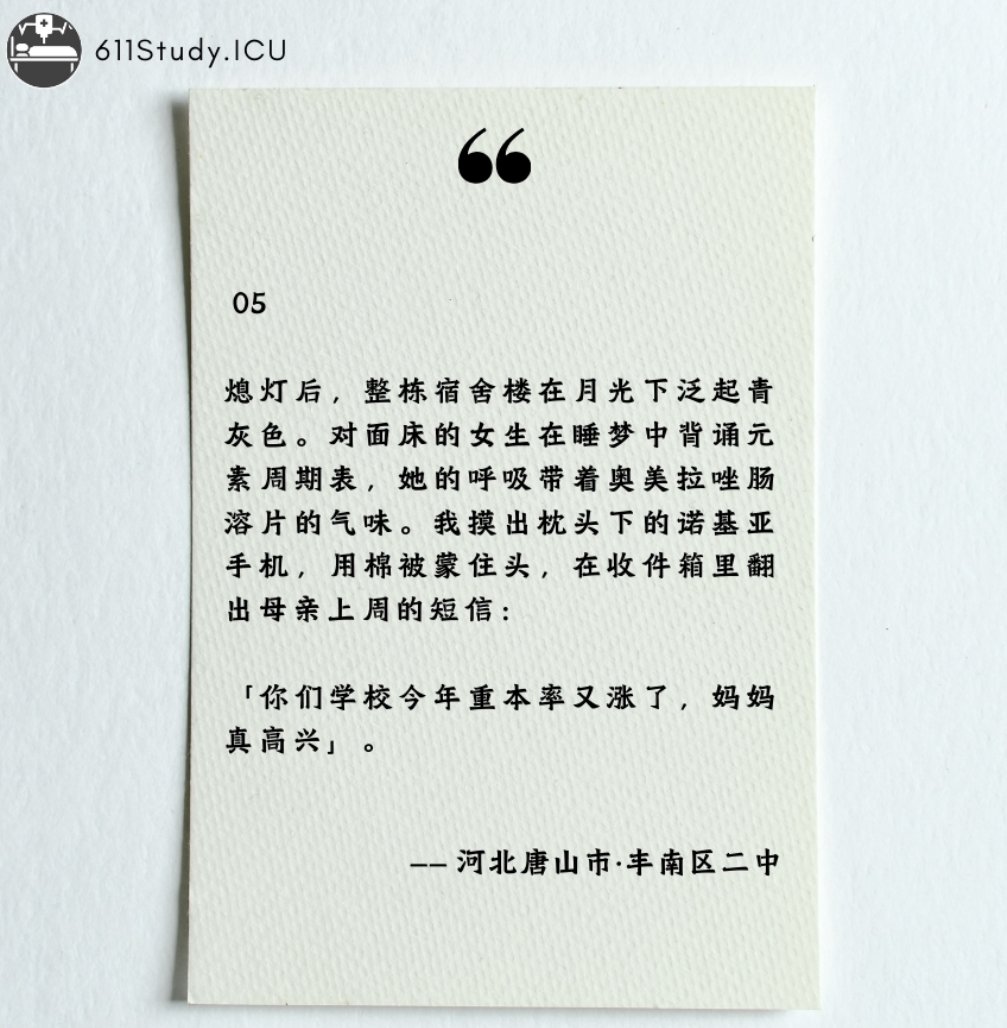 611Study.ICU
“
05
熄灯后，整栋宿舍楼在月光下泛起青
灰色。对面床的女生在睡梦中背诵元
素周期表，她的呼吸带着奥美拉唑肠
溶片的气味。我摸出枕头下的诺基亚
手机，用棉被蒙住头，在收件箱里翻
出母亲上周的短信：
「你们学校今年重本率又涨了，妈妈
真高兴」。
—— 河北唐山市·丰南区二中